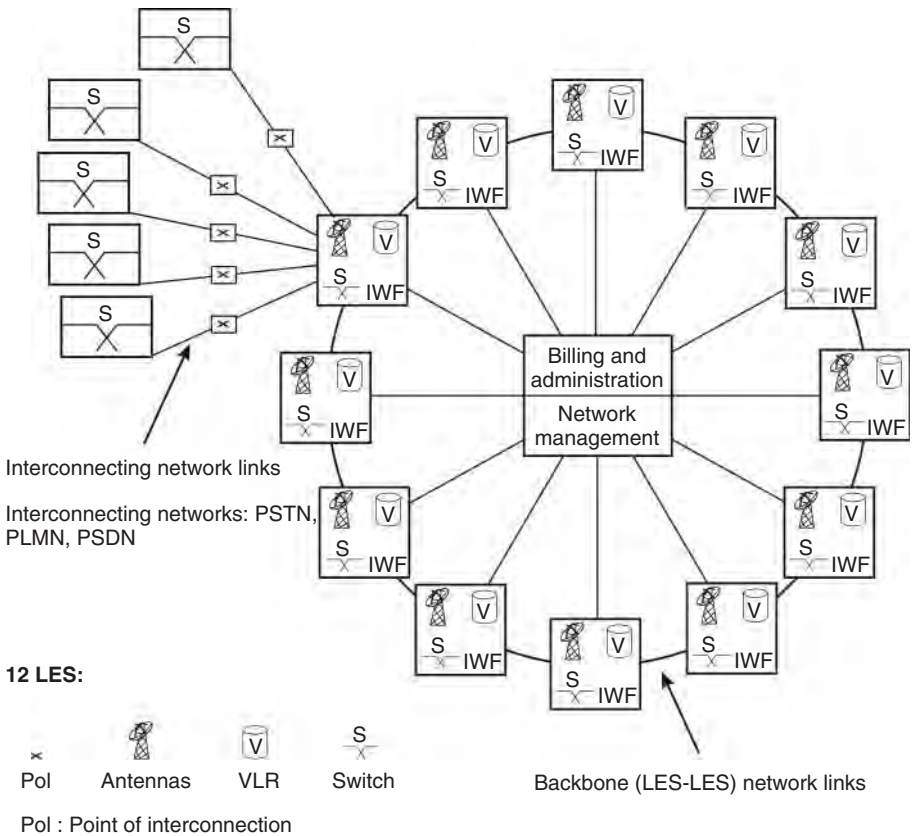 S
S
S
S
S
V
S
IWF
V
S
IWF
V
S
IWF
V
S
IWF
V
S
IWF
V
S
IWF
V
S
IWF
V
S
IWF
V
S
IWF
V
S
IWF
V
S
IWF
V
S
IWF
Billing and
administration
Network
management
Interconnecting network links
Interconnecting networks: PSTN,
PLMN, PSDN
12 LES:
V
S
Pol
Antennas
VLR
Switch
Backbone (LES-LES) network links
Pol : Point of interconnection